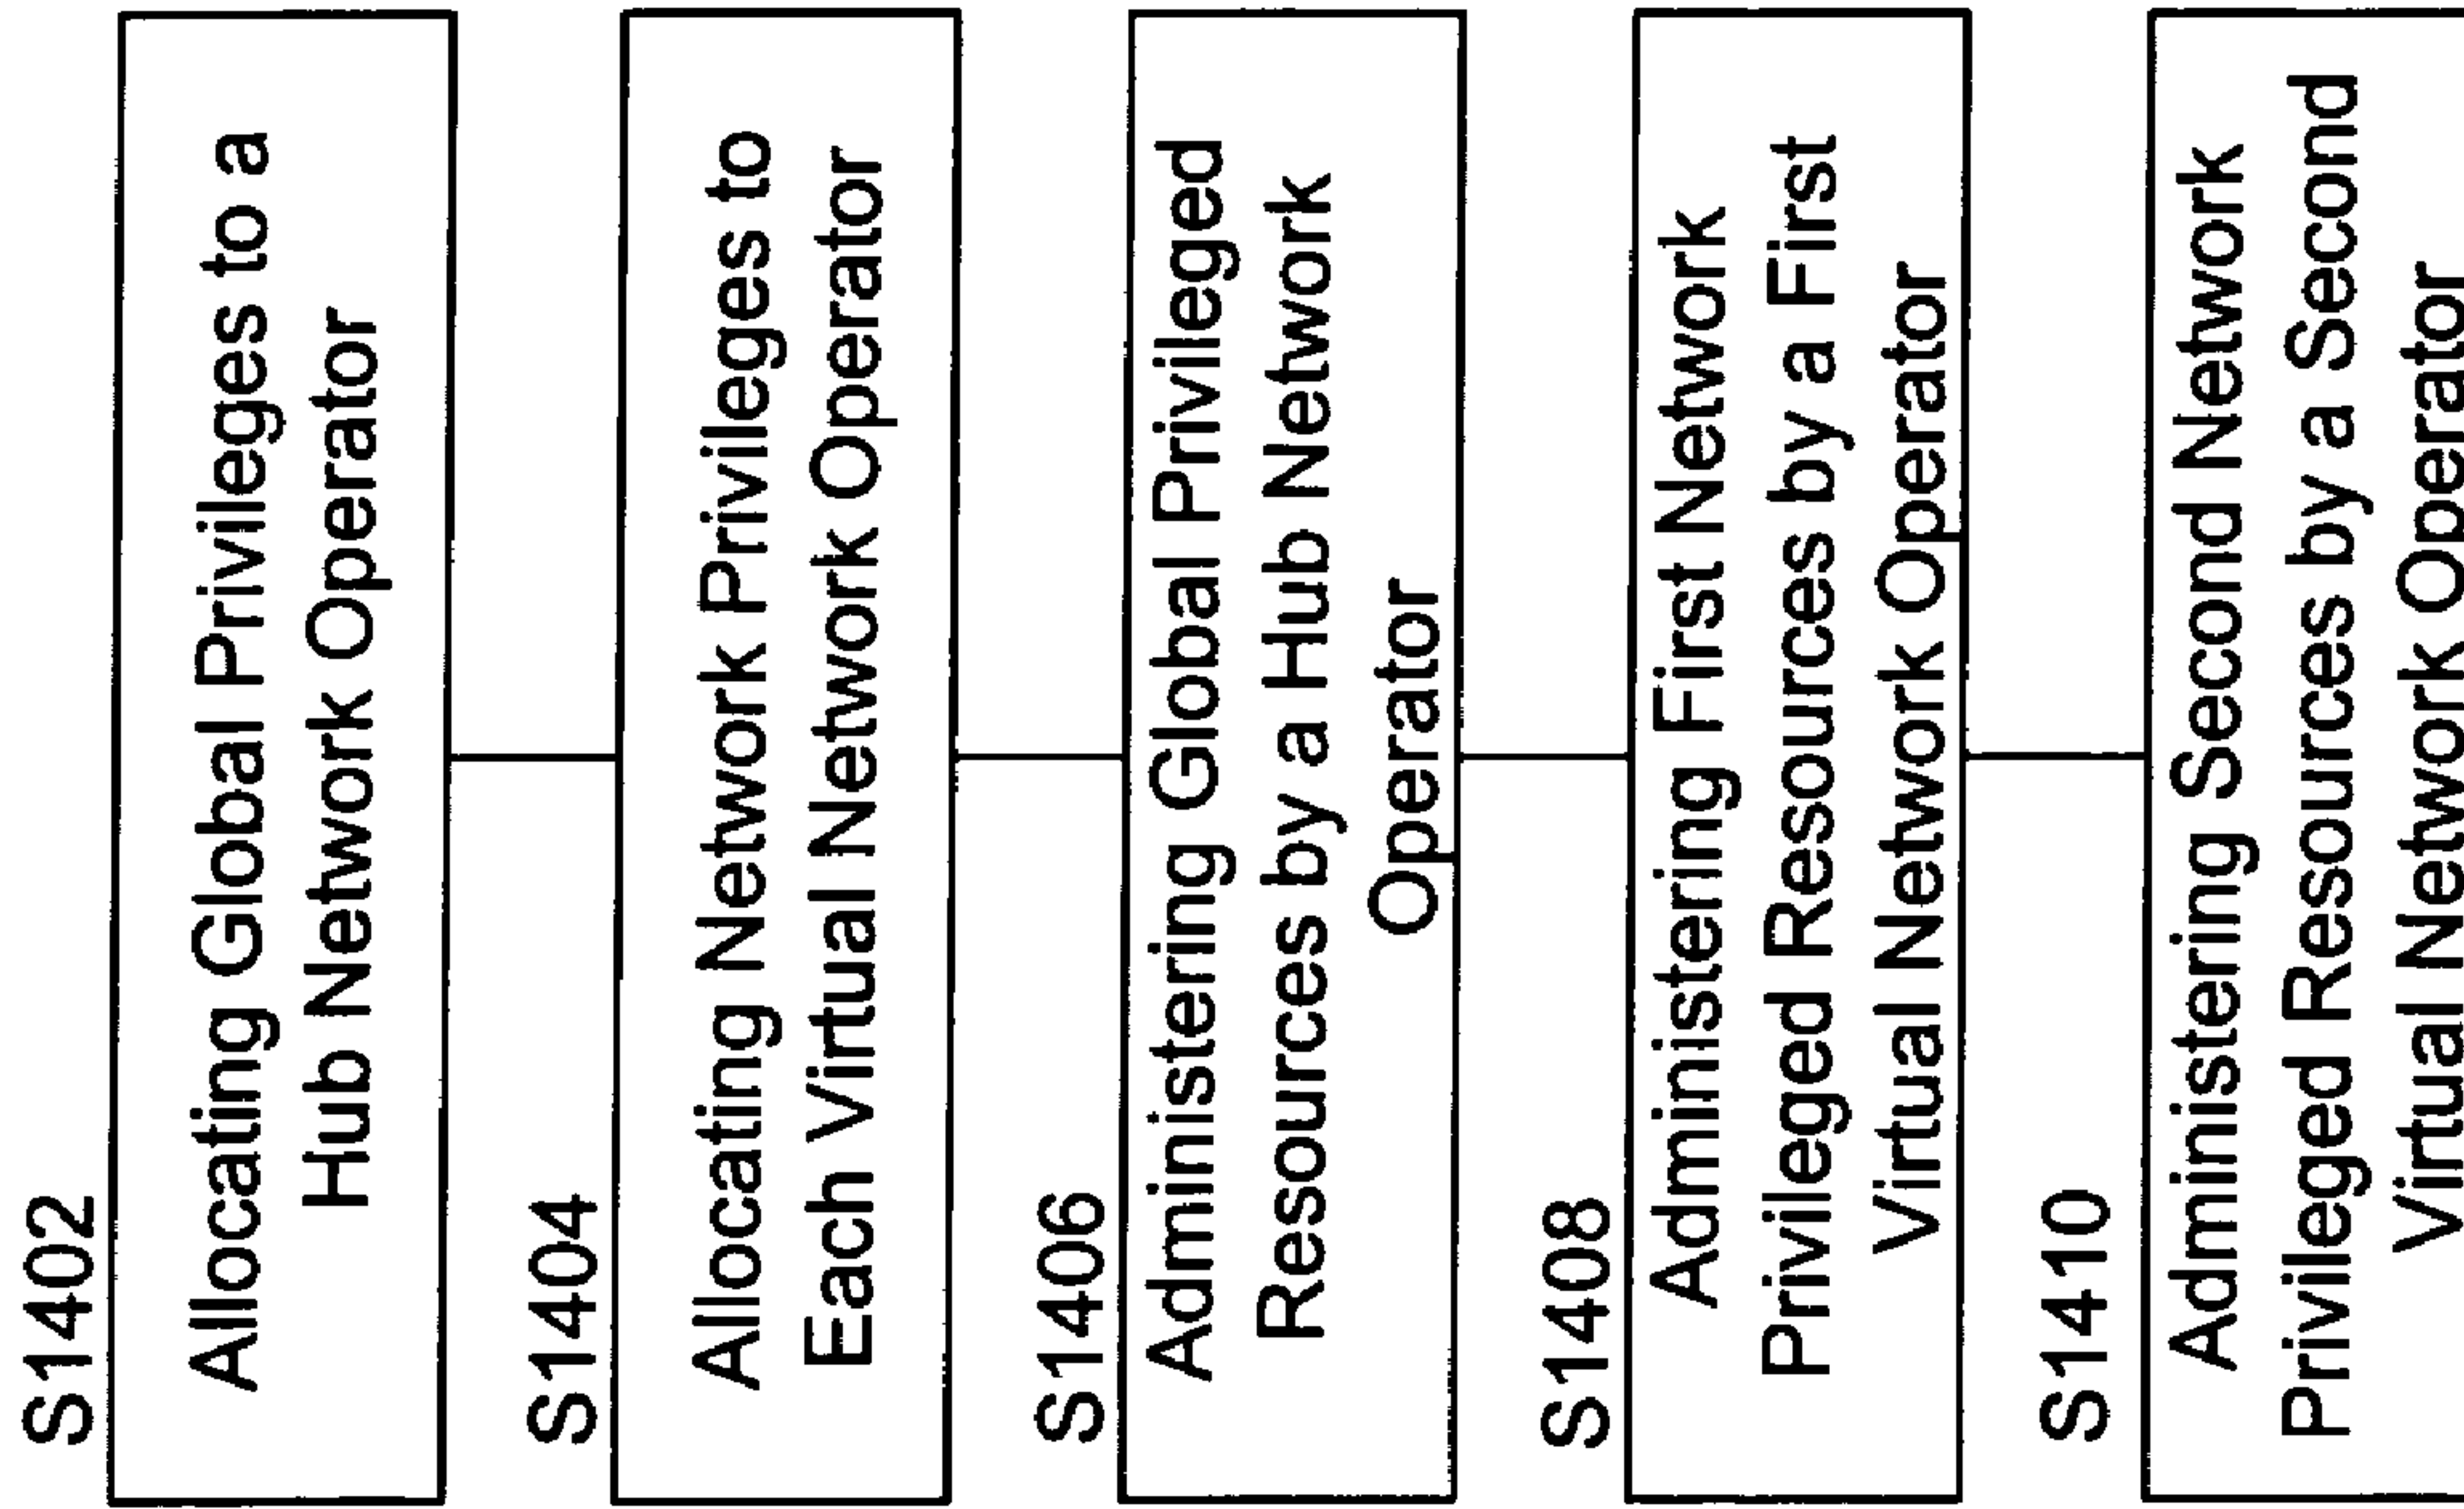 S1402
Allocating Global Privileges to a
Hub Network Operator
S1404
Allocating Network Privileges to
Each Virtual Network Operator
S1406
Administering Global Privileged
Resources by a Hub Network
Operator
S1408
Administering First Network
Privileged Resources by a First
Virtual Network Operator
S1410
Administering Second Network
Privileged Resources by a Second
Virtual Network Operator